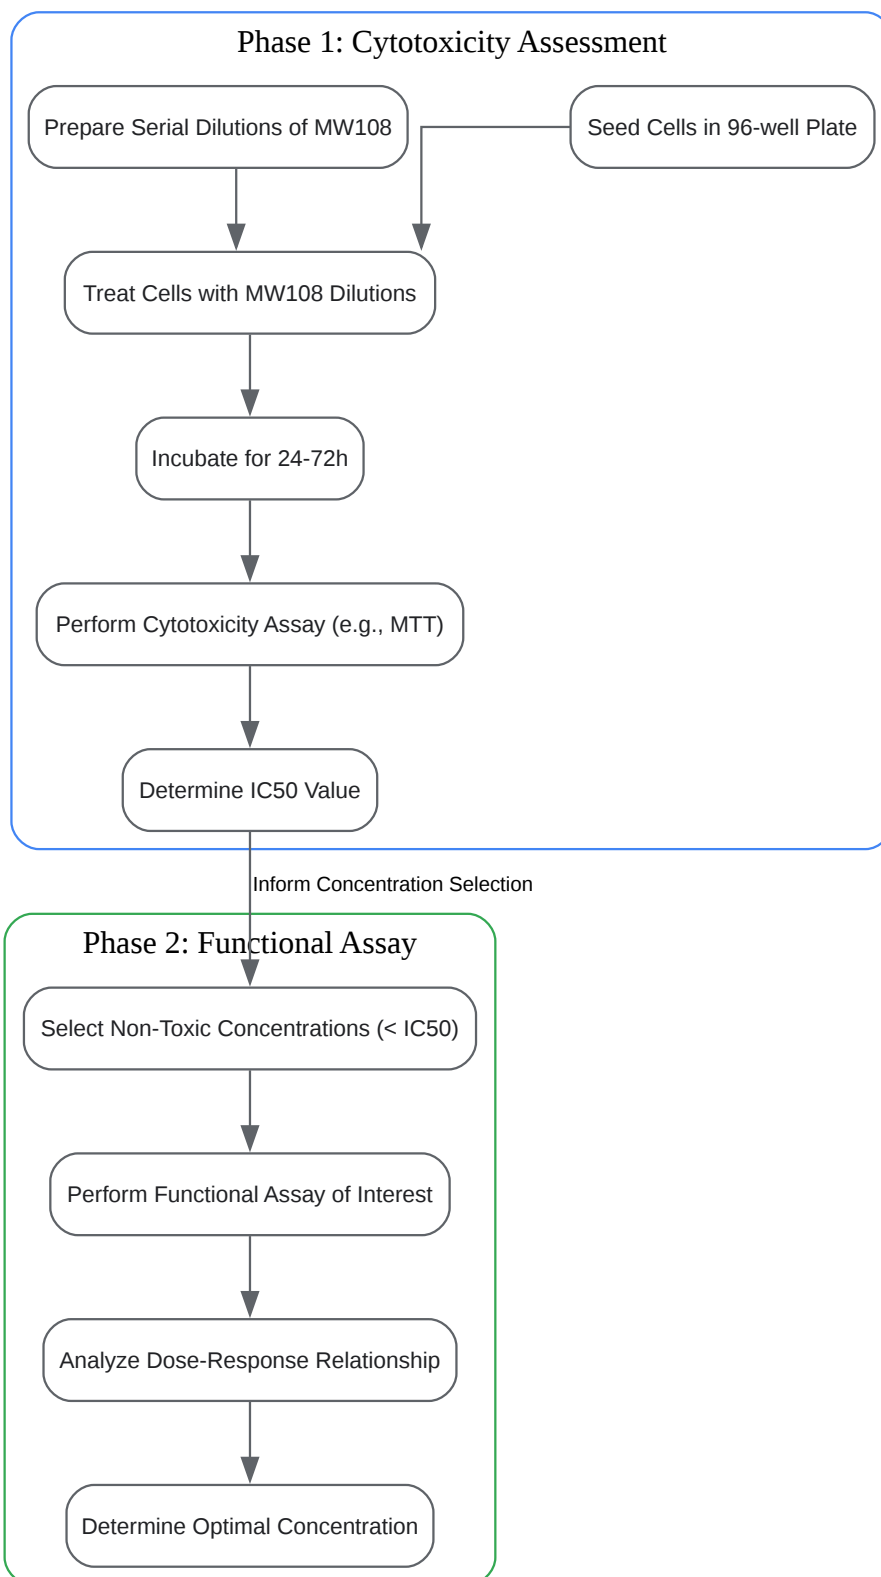 Phase 1: Cytotoxicity Assessment
Prepare Serial Dilutions of MW108
Seed Cells in 96-well Plate
Treat Cells with MW108 Dilutions
Incubate for 24-72h
Perform Cytotoxicity Assay (e.g., MTT)
Determine IC50 Value
Inform Concentration Selection
Phase 2: Functional Assay
Select Non-Toxic Concentrations (< IC50)
Perform Functional Assay of Interest
Analyze Dose-Response Relationship
Determine Optimal Concentration